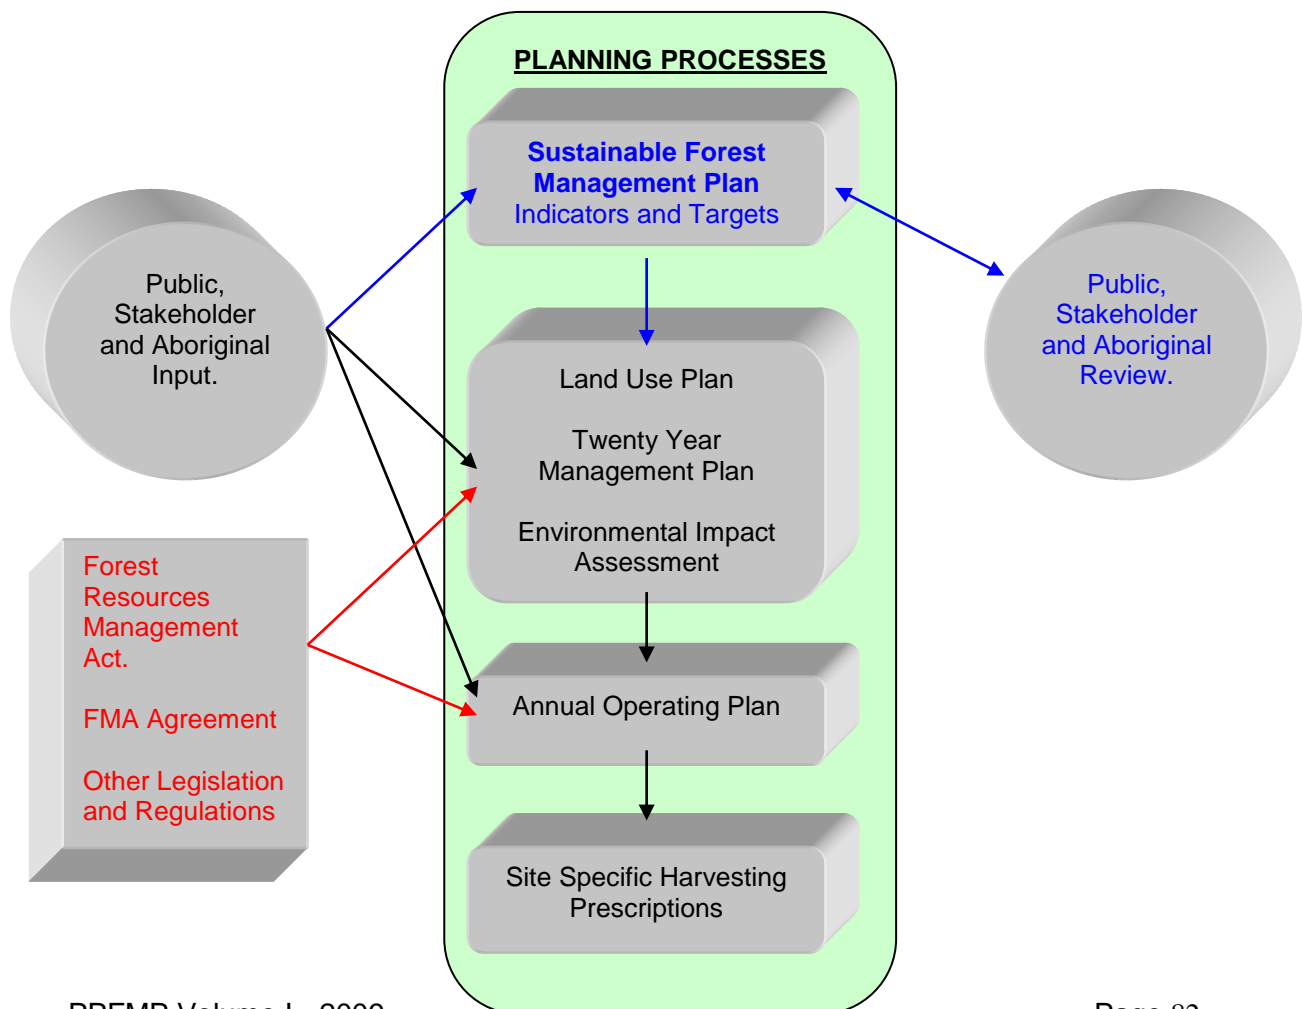 PLANNING PROCESSES
Sustainable Forest
Management Plan
Indicators and Targets
Public,
Stakeholder
and Aboriginal
Input.
Public,
Stakeholder
and Aboriginal
Review.
Land Use Plan
Twenty Year
Management Plan
Environmental Impact
Assessment
Forest
Resources
Management
Act.
FMA Agreement
Other Legislation
and Regulations
Annual Operating Plan
Site Specific Harvesting
Prescriptions
Volume I
Page